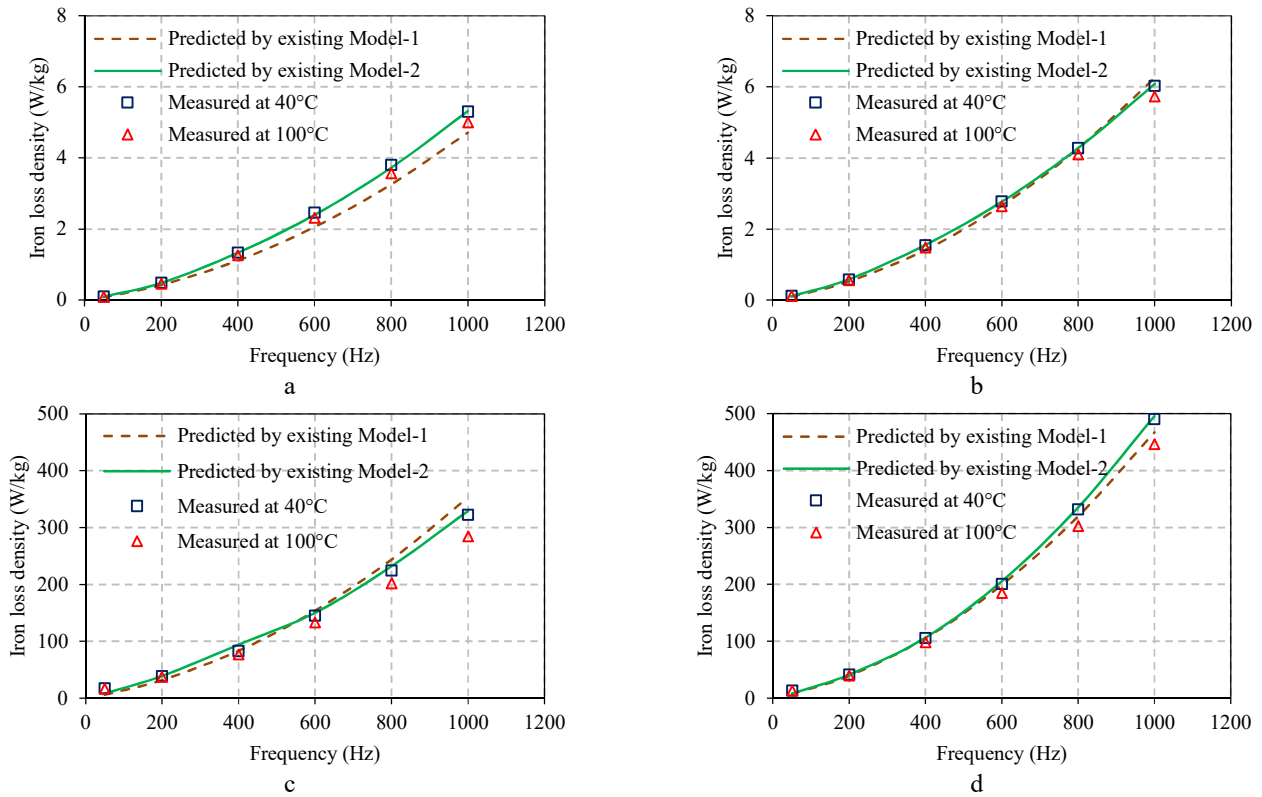 8
6
4
2
0
Iron loss density (W/kg)
Predicted by existing Model-1
Predicted by existing Model-2
Measured at 40°C
Measured at 100°C
0 200 400 600 800 1000 1200
Frequency (Hz)
a
8
6
4
2
0
Iron loss density (W/kg)
Predicted by existing Model-1
Predicted by existing Model-2
Measured at 40°C
Measured at 100°C
0 200 400 600 800 1000 1200
Frequency (Hz)
b
500
400
300
200
100
0
Iron loss density (W/kg)
Predicted by existing Model-1
Predicted by existing Model-2
Measured at 40°C
Measured at 100°C
0 200 400 600 800 1000 1200
Frequency (Hz)
c
500
400
300
200
100
0
Iron loss density (W/kg)
Predicted by existing Model-1
Predicted by existing Model-2
Measured at 40°C
Measured at 100°C
0 200 400 600 800 1000 1200
Frequency (Hz)
d